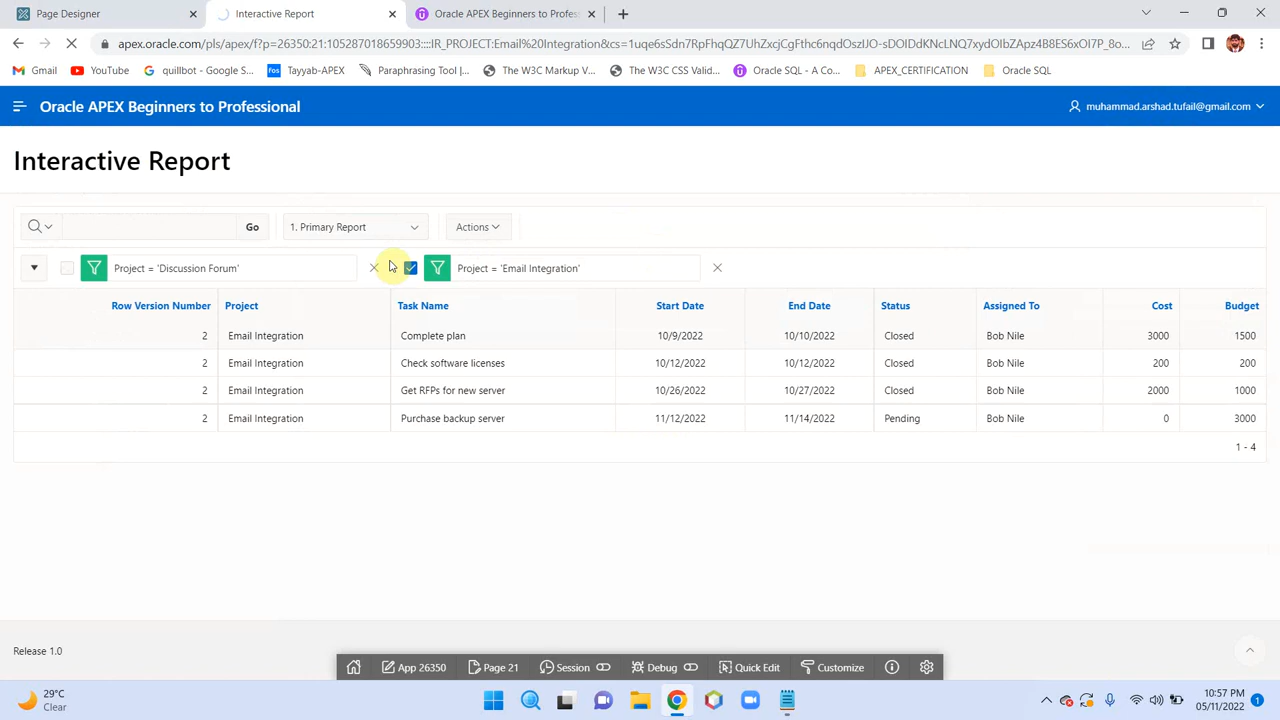 Page Designer
Interactive Report
Oracle APEX Beginners to Profes
apex.oracle.com/pls/apex/f?p=26350:21:105287018659903::::IR_PROJECT:Email%
Gmail
YouTube
quillbot - Google S...
Tayyab-APEX
Paraphrasing Tool |...
The W3C Markup V...
The W3C CSS Valid...
Oracle SQL - A Co...
APEX_CERTIFICATION
Oracle SQL
Oracle APEX Beginners to Professional
muhammad.arshad.tufail@gmail.com
Interactive Report
Go
1. Primary Report
Actions
Project = 'Discussion Forum'
Project = 'Email Integration'
Row Version Number Project Task Name Start Date End Date Status Assigned To Cost Budget
2 Email Integration Complete plan 10/9/2022 10/10/2022 Closed Bob Nile 3000 1500
2 Email Integration Check software licenses 10/12/2022 10/12/2022 Closed Bob Nile 200 200
2 Email Integration Get RFPs for new server 10/26/2022 10/27/2022 Closed Bob Nile 2000 1000
2 Email Integration Purchase backup server 11/12/2022 11/14/2022 Pending Bob Nile 0 3000
1 - 4
Release 1.0
App 26350
Page 21
Session
Debug
Quick Edit
Customize
29°C
Clear
10:57 PM
05/11/2022
1